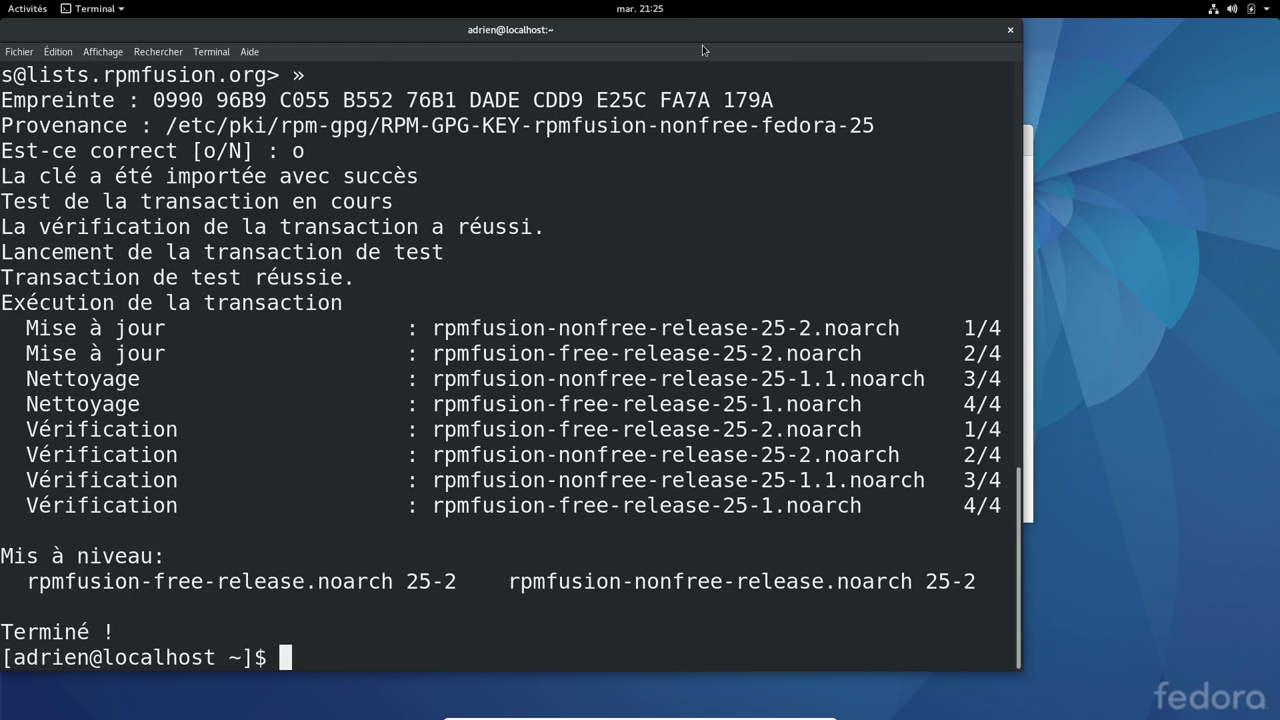 Activités Terminal mar. 21:25
adrien@localhost:~ ×
Fichier Édition Affichage Rechercher Terminal Aide
s@lists.rpmfusion.org> »
Empreinte : 0990 96B9 C055 B552 76B1 DADE CDD9 E25C FA7A 179A
Provenance : /etc/pki/rpm-gpg/RPM-GPG-KEY-rpmfusion-nonfree-fedora-25
Est-ce correct [o/N] : o
La clé a été importée avec succès
Test de la transaction en cours
La vérification de la transaction a réussi.
Lancement de la transaction de test
Transaction de test réussie.
Exécution de la transaction
Mise à jour : rpmfusion-nonfree-release-25-2.noarch 1/4
Mise à jour : rpmfusion-free-release-25-2.noarch 2/4
Nettoyage : rpmfusion-nonfree-release-25-1.1.noarch 3/4
Nettoyage : rpmfusion-free-release-25-1.noarch 4/4
Vérification : rpmfusion-free-release-25-2.noarch 1/4
Vérification : rpmfusion-nonfree-release-25-2.noarch 2/4
Vérification : rpmfusion-nonfree-release-25-1.1.noarch 3/4
Vérification : rpmfusion-free-release-25-1.noarch 4/4
Mis à niveau:
rpmfusion-free-release.noarch 25-2 rpmfusion-nonfree-release.noarch 25-2
Terminé !
[adrien@localhost ~]$
fedora